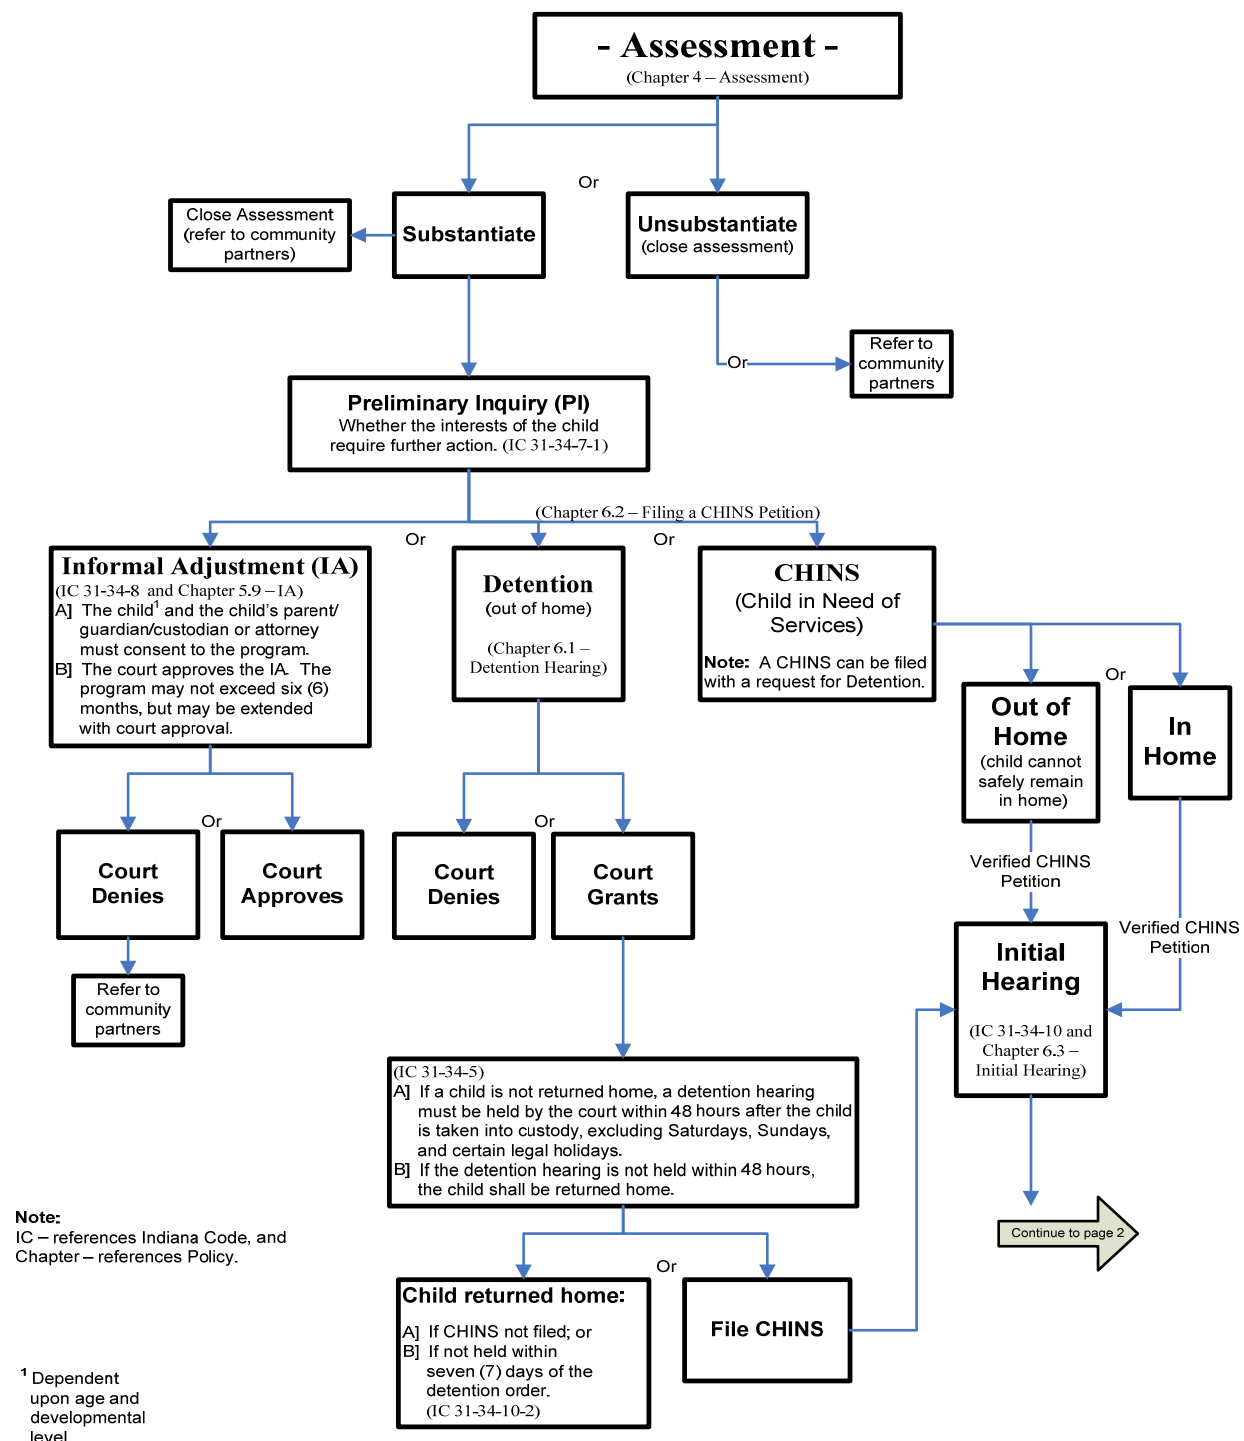 - Assessment -
(Chapter 4 – Assessment)
Or
Close Assessment
(refer to community
partners)
Substantiate
Unsubstantiate
(close assessment)
Or
Refer to
community
partners
Preliminary Inquiry (PI)
Whether the interests of the child
require further action. (IC 31-34-7-1)
(Chapter 6.2 – Filing a CHINS Petition)
Or
Or
Informal Adjustment (IA)
(IC 31-34-8 and Chapter 5.9 – IA)
A] The child¹ and the child's parent/
guardian/custodian or attorney
must consent to the program.
B] The court approves the IA. The
program may not exceed six (6)
months, but may be extended
with court approval.
Detention
(out of home)
(Chapter 6.1 –
Detention Hearing)
CHINS
(Child in Need of
Services)
Note: A CHINS can be filed
with a request for Detention.
Or
Out of
Home
(child cannot
safely remain
in home)
In
Home
Or
Court
Denies
Court
Approves
Or
Court
Denies
Court
Grants
Verified CHINS
Petition
Verified CHINS
Petition
Refer to
community
partners
Initial
Hearing
(IC 31-34-10 and
Chapter 6.3 –
Initial Hearing)
(IC 31-34-5)
A] If a child is not returned home, a detention hearing
must be held by the court within 48 hours after the child
is taken into custody, excluding Saturdays, Sundays,
and certain legal holidays.
B] If the detention hearing is not held within 48 hours,
the child shall be returned home.
Continue to page 2
Note:
IC – references Indiana Code, and
Chapter – references Policy.
Or
Child returned home:
A] If CHINS not filed; or
B] If not held within
seven (7) days of the
detention order.
(IC 31-34-10-2)
File CHINS
¹ Dependent
upon age and
developmental
level